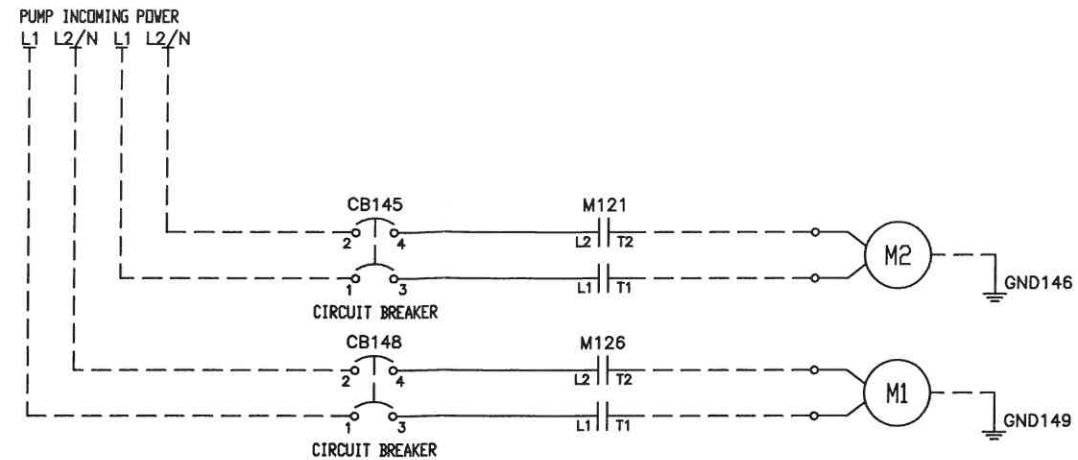 PUMP INCOMING POWER
L1 L2/N L1 L2/N
CB145 M121
2 4 L2 T2
M2
1 3 L1 T1
GND146
CIRCUIT BREAKER
CB148 M126
2 4 L2 T2
M1
1 3 L1 T1
GND149
CIRCUIT BREAKER